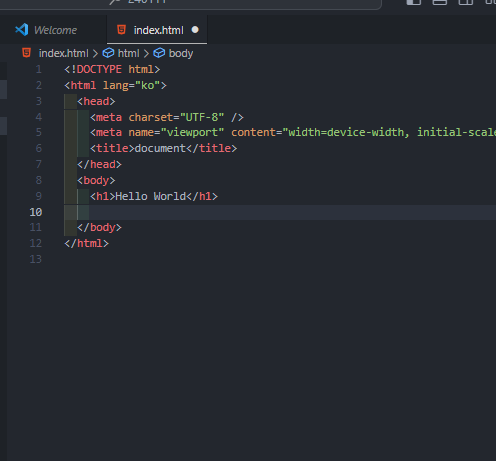 Welcome index.html
index.html > html > body
1 <!DOCTYPE html>
2 <html lang="ko">
3 <head>
4 <meta charset="UTF-8" />
5 <meta name="viewport" content="width=device-width, initial-scale
6 <title>document</title>
7 </head>
8 <body>
9 <h1>Hello World</h1>
10
11 </body>
12 </html>
13